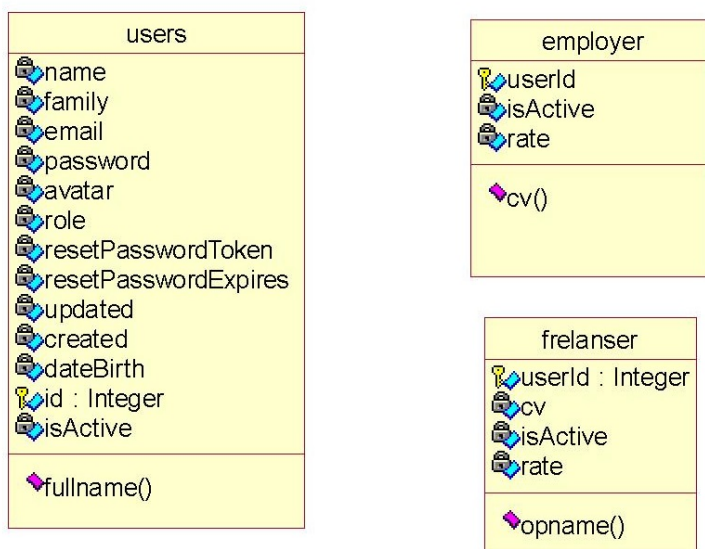 users
name
family
email
password
avatar
role
resetPasswordToken
resetPasswordExpires
updated
created
dateBirth
id : Integer
isActive
fullname()
employer
userId
isActive
rate
cv()
frelanser
userId : Integer
cv
isActive
rate
opname()